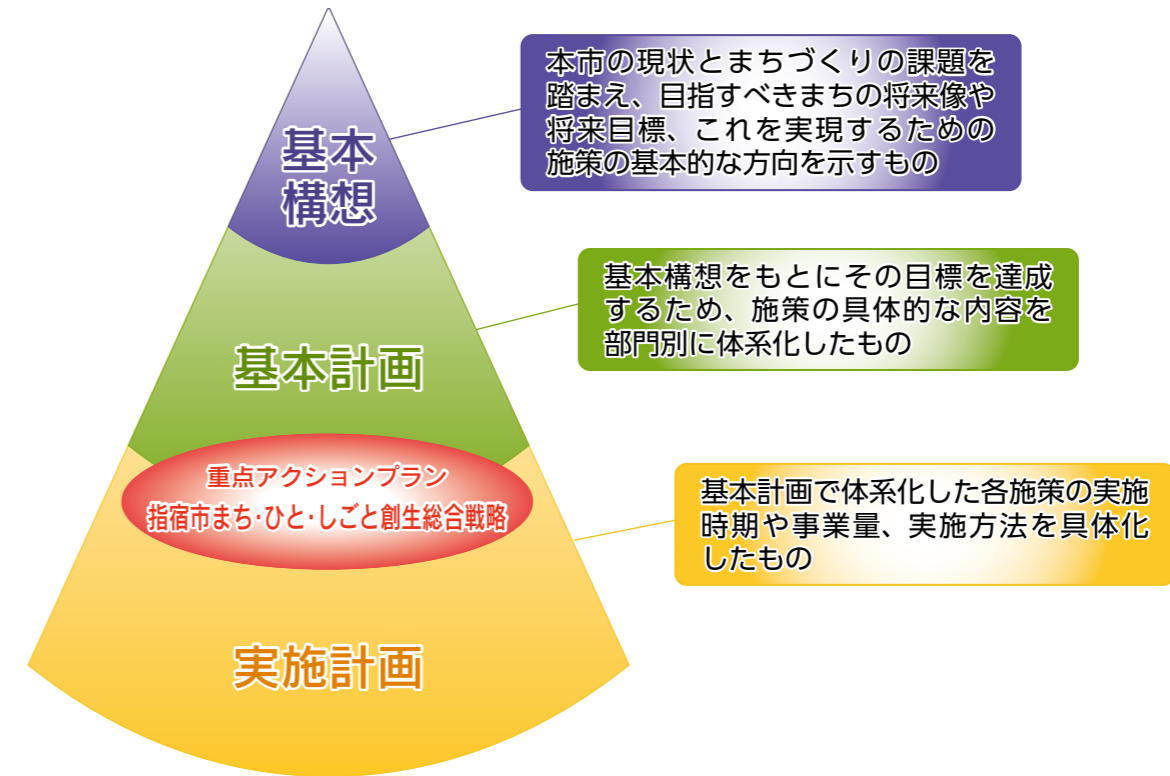 基本
構想
本市の現状とまちづくりの課題を
踏まえ、目指すべきまちの将来像や
将来目標、これを実現するための
施策の基本的な方向を示すもの
基本計画
基本構想をもとにその目標を達成
するため、施策の具体的な内容を
部門別に体系化したもの
重点アクションプラン
指宿市まち・ひと・しごと創生総合戦略
基本計画で体系化した各施策の実施
時期や事業量、実施方法を具体化
したもの
実施計画